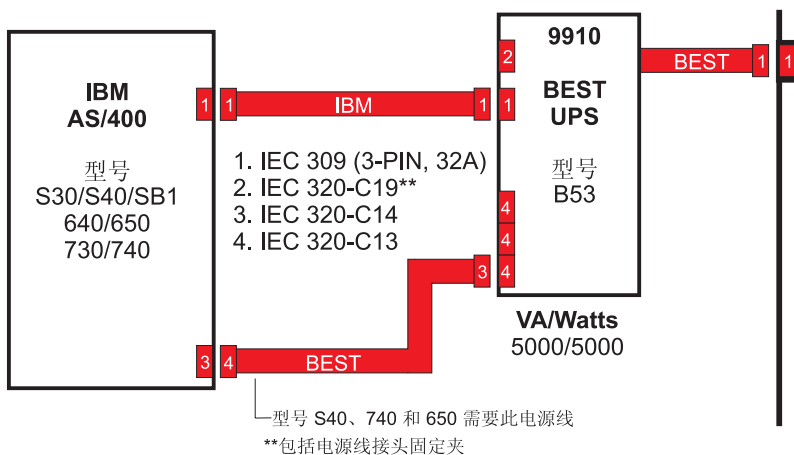 IBM
AS/400
型号
S30/S40/SB1
640/650
730/740
1
1
IBM
1
1
2
9910
BEST
UPS
型号
B53
BEST
1
1
1. IEC 309 (3-PIN, 32A)
2. IEC 320-C19**
3. IEC 320-C14
4. IEC 320-C13
4
4
3
4
VA/Watts
5000/5000
3
4
BEST
型号 S40、740 和 650 需要此电源线
**包括电源线接头固定夹